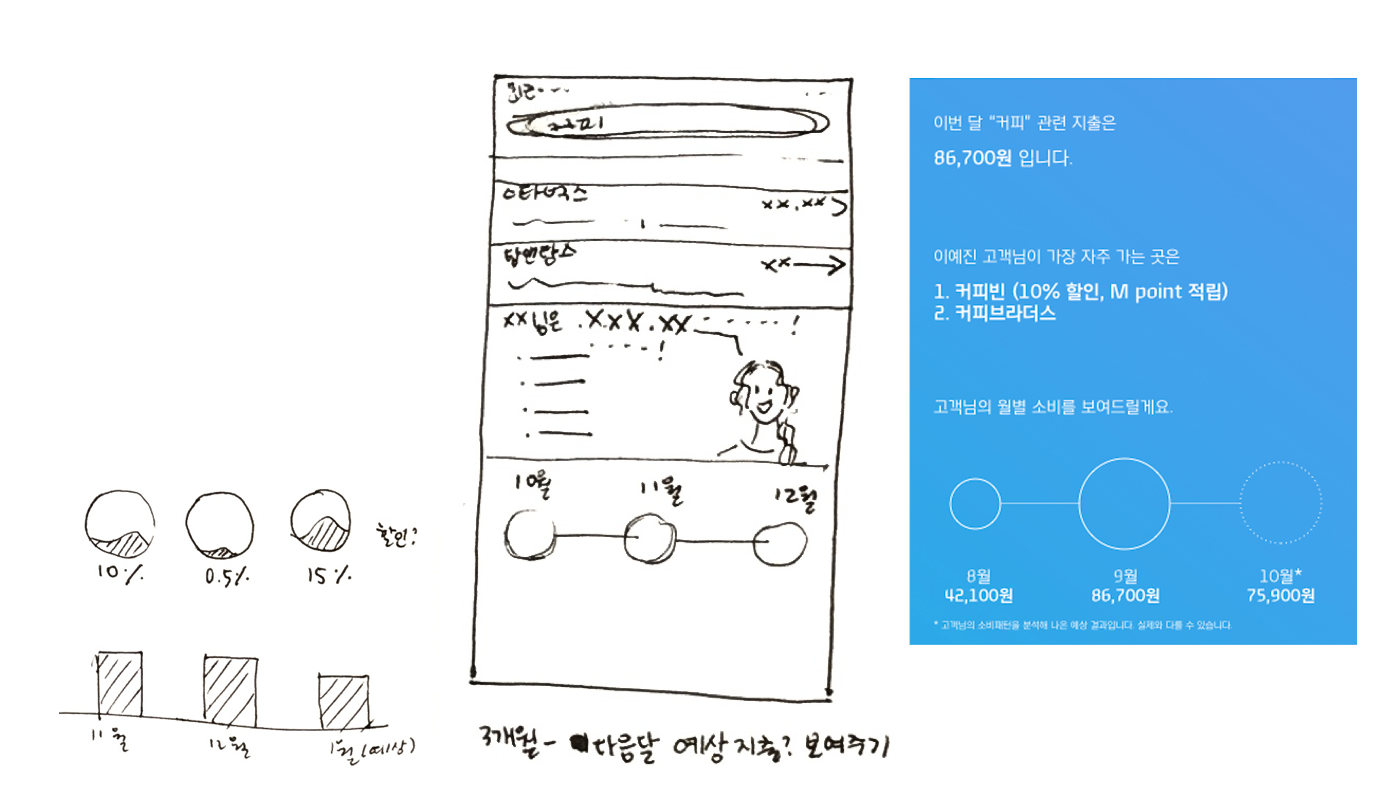 10%
0.5%
15%
할인?
11월
12월
1월(예상)
커피
스타벅스
xx.xx
탐앤탐스
xx
xx님은 .XxX.xx ------!
----!
10월
11월
12월
3개월- 다음달 예상지출? 보여주기
이번 달 “커피” 관련 지출은
86,700원 입니다.
이예진 고객님이 가장 자주 가는 곳은
1. 커피빈 (10% 할인, M point 적립)
2. 커피브라더스
고객님의 월별 소비를 보여드릴게요.
8월
42,100원
9월
86,700원
10월*
75,900원
* 고객님의 소비패턴을 분석해 나온 예상 결과입니다. 실제와 다를 수 있습니다.